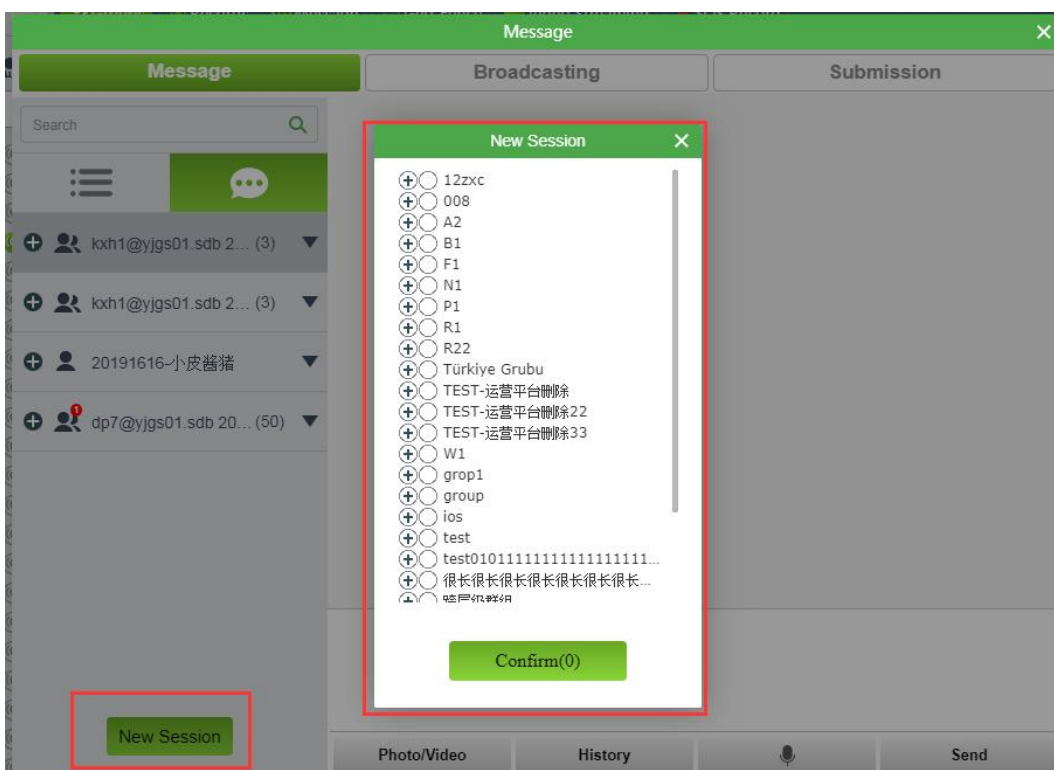 Message
Message
Broadcasting
Submission
Search
kxh1@yjgs01.sdb 2... (3)
kxh1@yjgs01.sdb 2... (3)
20191616-小皮酱猪
1
dp7@yjgs01.sdb 20... (50)
New Session
New Session
12zxc
008
A2
B1
F1
N1
P1
R1
R22
Türkiye Grubu
TEST-运营平台删除
TEST-运营平台删除22
TEST-运营平台删除33
W1
grop1
group
ios
test
test01011111111111111111...
很长很长很长很长很长很长很长...
Confirm(0)
Photo/Video
History
Send